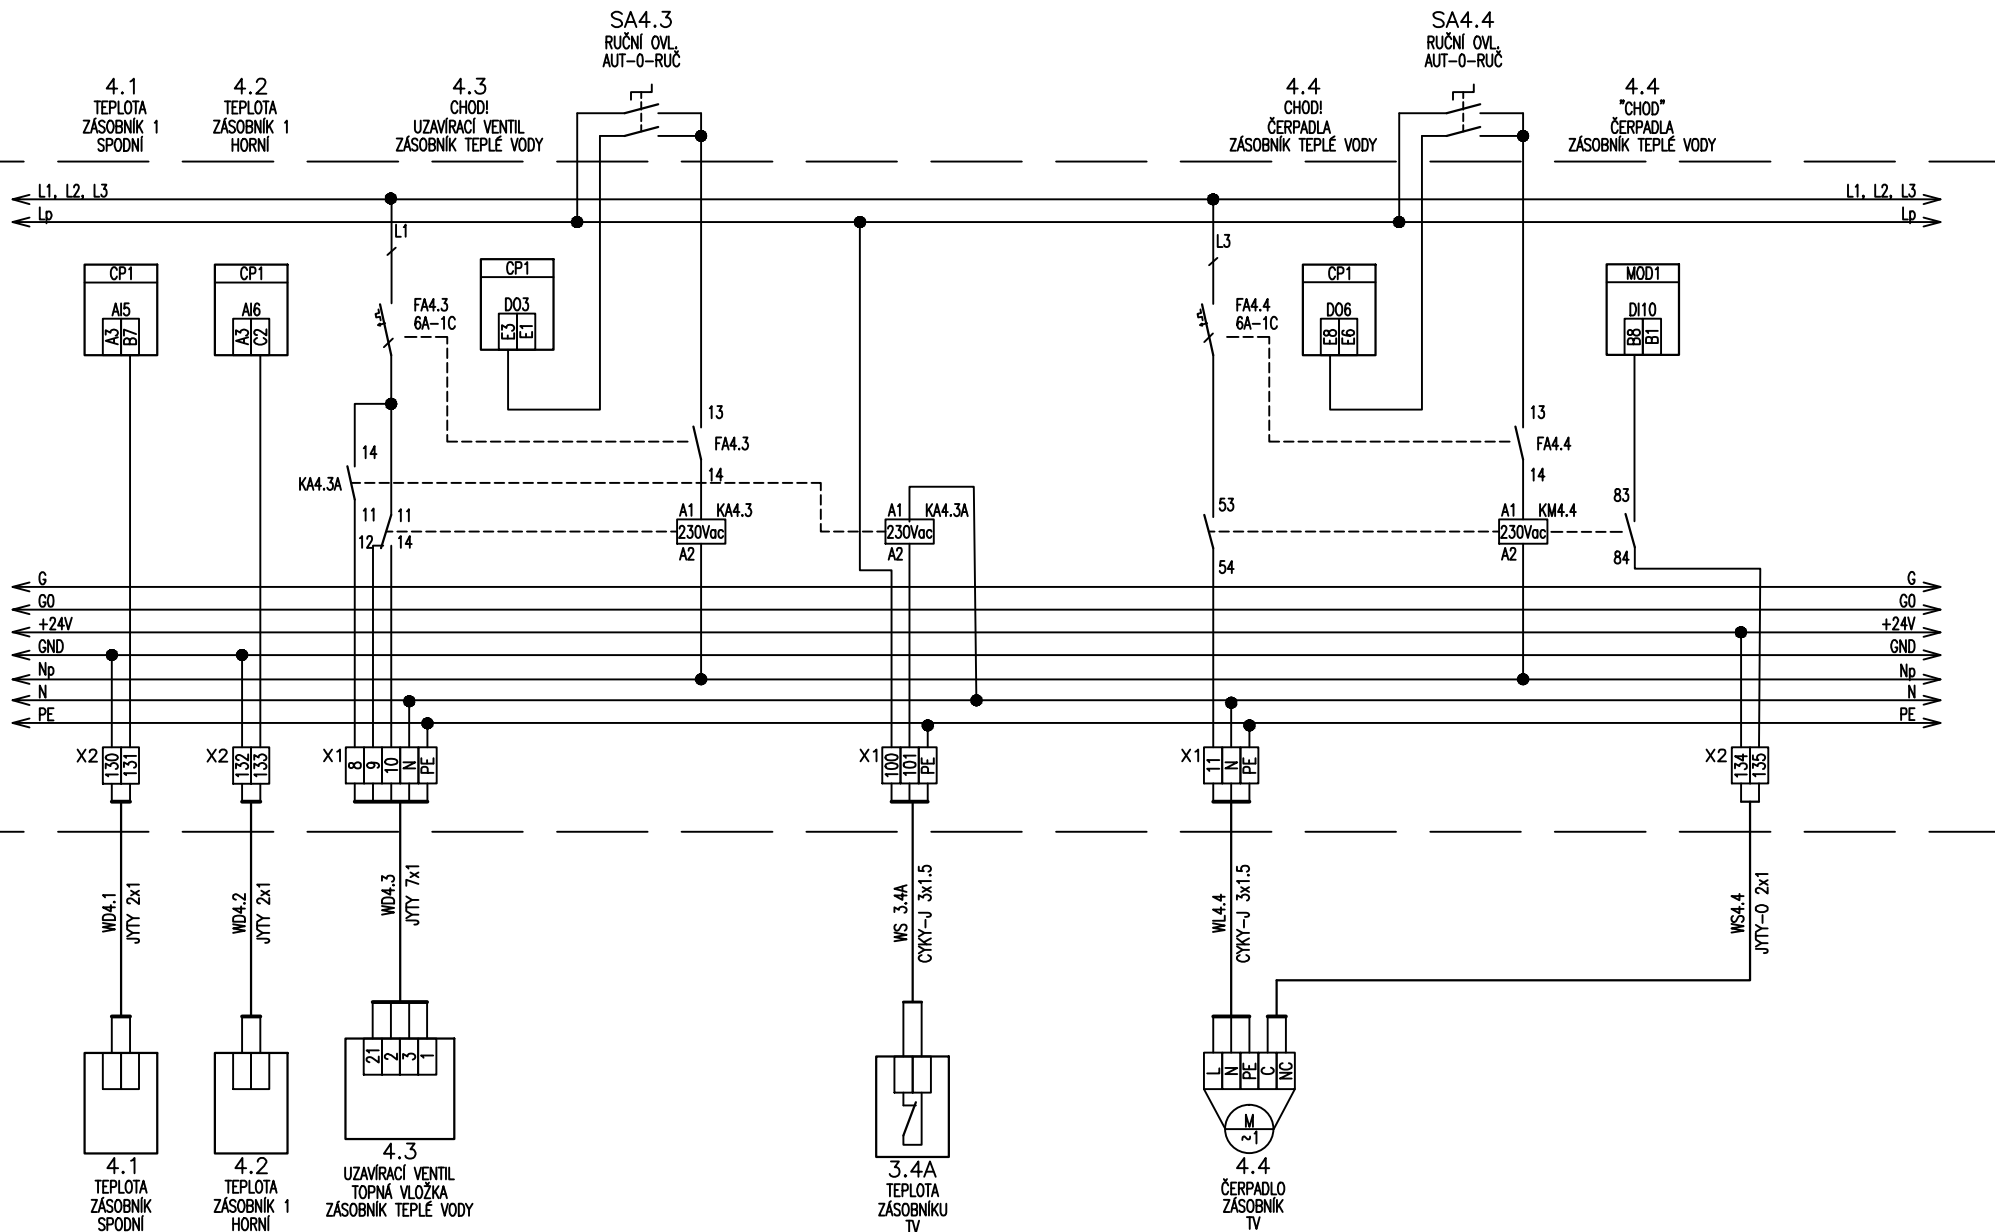 SA4.3
RUČNÍ OVL.
AUT-0-RUČ
SA4.4
RUČNÍ OVL.
AUT-0-RUČ
4.1
TEPLOTA
ZÁSOBNÍK 1
SPODNÍ
4.2
TEPLOTA
ZÁSOBNÍK 1
HORNÍ
4.3
CHOD!
UZAVÍRACÍ VENTIL
ZÁSOBNÍK TEPLÉ VODY
4.4
CHOD!
ČERPADLA
ZÁSOBNÍK TEPLÉ VODY
4.4
"CHOD"
ČERPADLA
ZÁSOBNÍK TEPLÉ VODY
L1, L2, L3
L1, L2, L3
Lp
Lp
L1
L3
CP1
AI5
A3
B7
CP1
AI6
A3
C2
FA4.3
6A-1C
CP1
DO3
E3
E1
FA4.4
6A-1C
CP1
DO6
E8
E6
MOD1
DI10
B8
B1
13
FA4.3
14
13
FA4.4
14
14
KA4.3A
11
11
12
14
A1
KA4.3
230Vac
A2
A1
KA4.3A
230Vac
A2
53
54
A1
KM4.4
230Vac
A2
83
84
G
G
G0
G0
+24V
+24V
GND
GND
Np
Np
N
N
PE
PE
X2
130
131
X2
132
133
X1
8
9
10
N
PE
X1
100
101
PE
X1
11
N
PE
X2
134
135
WD4.1
JYTY 2x1
WD4.2
JYTY 2x1
WD4.3
JYTY 7x1
WS 3.4A
CYKY-J 3x1.5
WL4.4
CYKY-J 3x1.5
WS4.4
JYTY-O 2x1
21
2
3
1
L
N
PE
C
NC
M
~1
4.1
TEPLOTA
ZÁSOBNÍK
SPODNÍ
4.2
TEPLOTA
ZÁSOBNÍK 1
HORNÍ
4.3
UZAVÍRACÍ VENTIL
TOPNÁ VLOŽKA
ZÁSOBNÍK TEPLÉ VODY
3.4A
TEPLOTA
ZÁSOBNÍKU
TV
4.4
ČERPADLO
ZÁSOBNÍK
TV